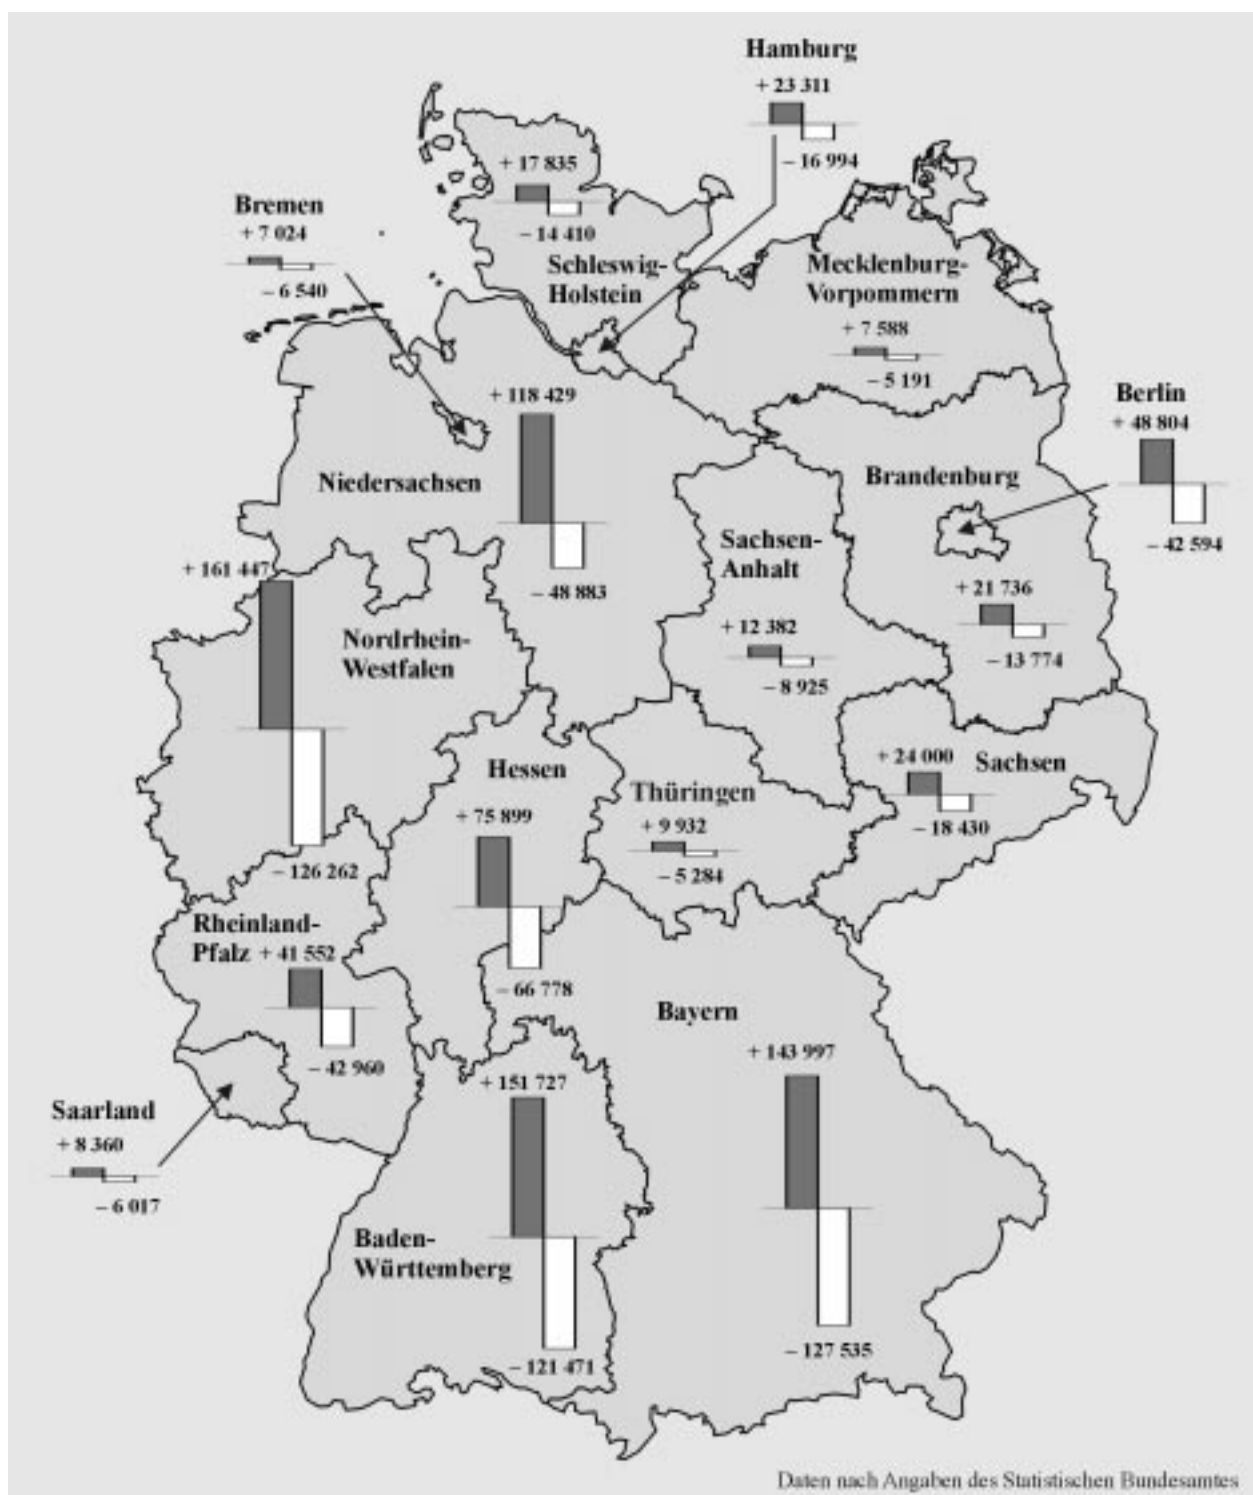 Hamburg
+ 23 311
– 16 994
+ 17 835
– 14 410
Schleswig-
Holstein
Bremen
+ 7 024
– 6 540
Mecklenburg-
Vorpommern
+ 7 588
– 5 191
+ 118 429
Niedersachsen
– 48 883
Berlin
+ 48 804
– 42 594
Brandenburg
+ 21 736
– 13 774
Sachsen-
Anhalt
+ 12 382
– 8 925
+ 161 447
Nordrhein-
Westfalen
– 126 262
Hessen
+ 75 899
– 66 778
Thüringen
+ 9 932
– 5 284
+ 24 000
Sachsen
– 18 430
Rheinland-
Pfalz + 41 552
– 42 960
Bayern
+ 143 997
– 127 535
Saarland
+ 8 360
– 6 017
+ 151 727
Baden-
Württemberg
– 121 471
Daten nach Angaben des Statistischen Bundesamtes